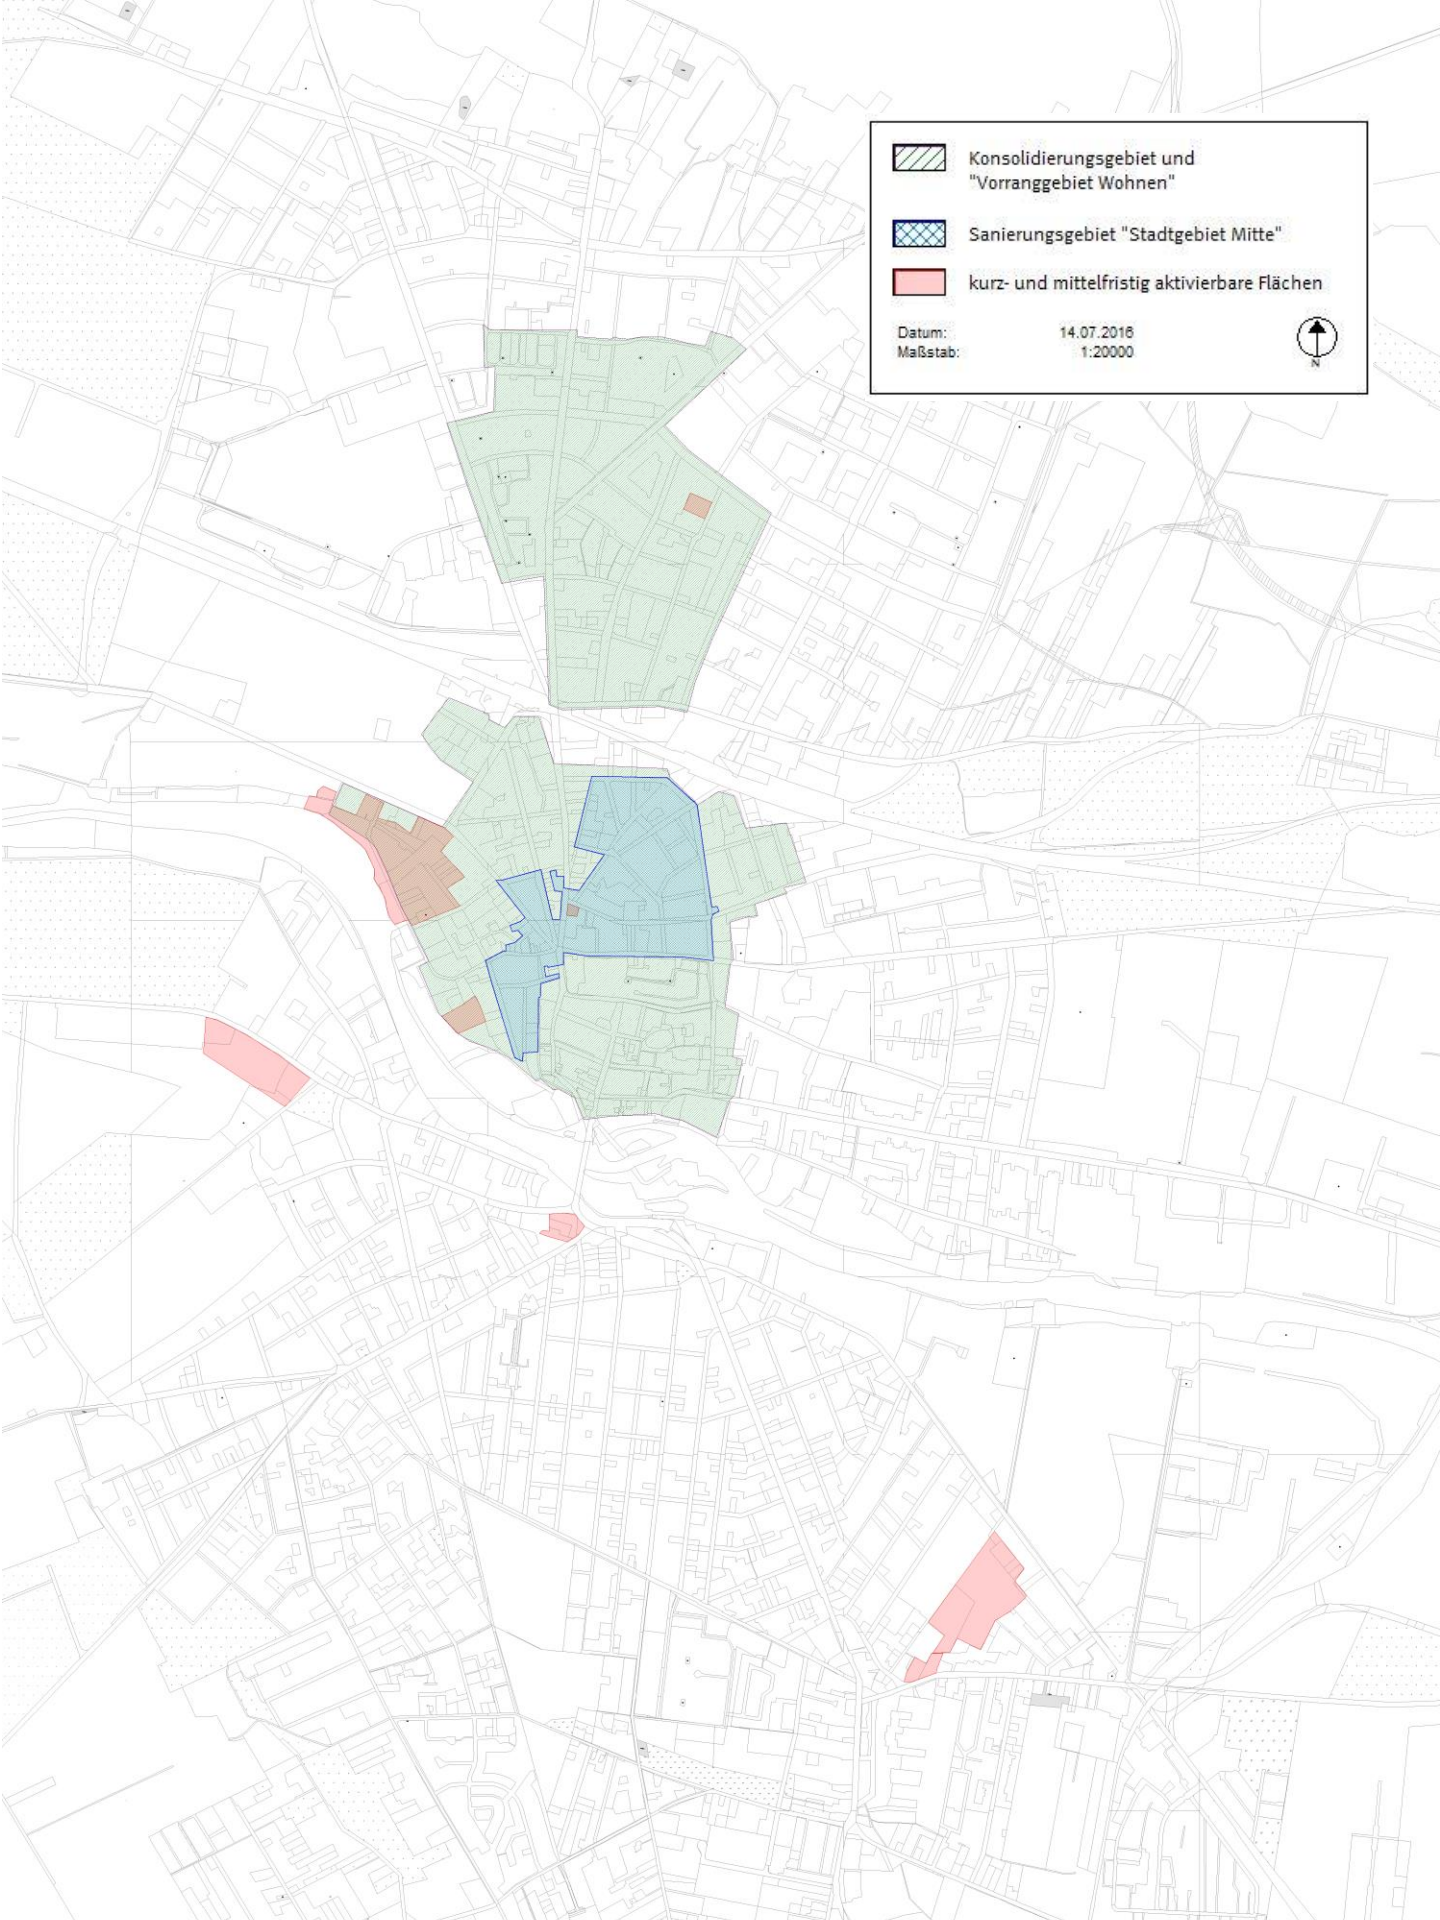 Konsolidierungsgebiet und
"Vorranggebiet Wohnen"
Sanierungsgebiet "Stadtgebiet Mitte"
kurz- und mittelfristig aktivierbare Flächen
Datum: 14.07.2016
Maßstab: 1:20000
N